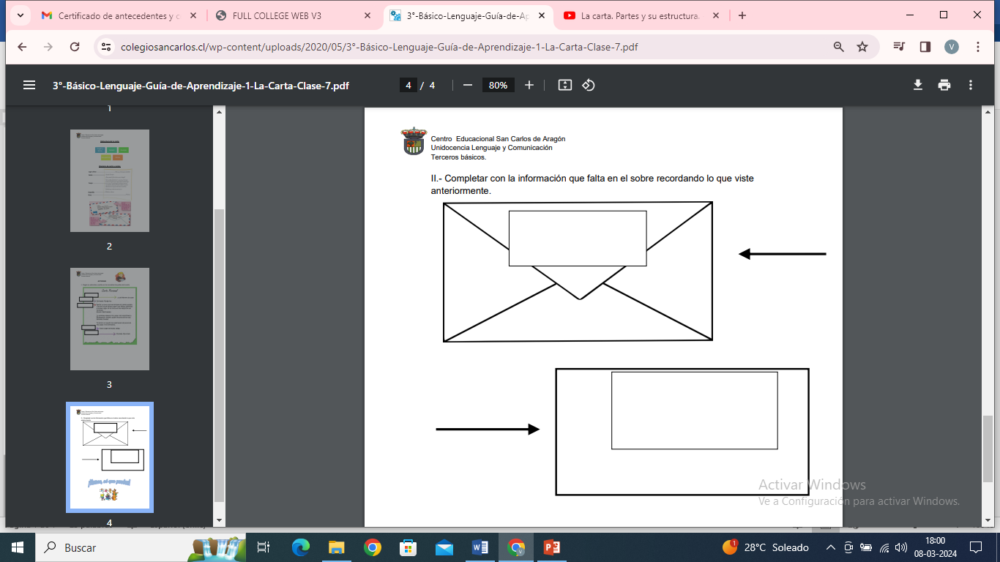 Certificado de antecedentes y c
FULL COLLEGE WEB V3
3°-Básico-Lenguaje-Guía-de-Ap
La carta. Partes y su estructura.
colegiosancarlos.cl/wp-content/uploads/2020/05/3°-Básico-Lenguaje-Guía-de-Aprendizaje-1-La-Carta-Clase-7.pdf
V
3°-Básico-Lenguaje-Guía-de-Aprendizaje-1-La-Carta-Clase-7.pdf
4 / 4
80%
1
2
3
4
Centro Educacional San Carlos de Aragón
Unidocencia Lenguaje y Comunicación
Terceros básicos.
II.- Completar con la información que falta en el sobre recordando lo que viste
anteriormente.
Activar Windows
Ve a Configuración para activar Windows.
Buscar
1
28°C Soleado
18:00
08-03-2024